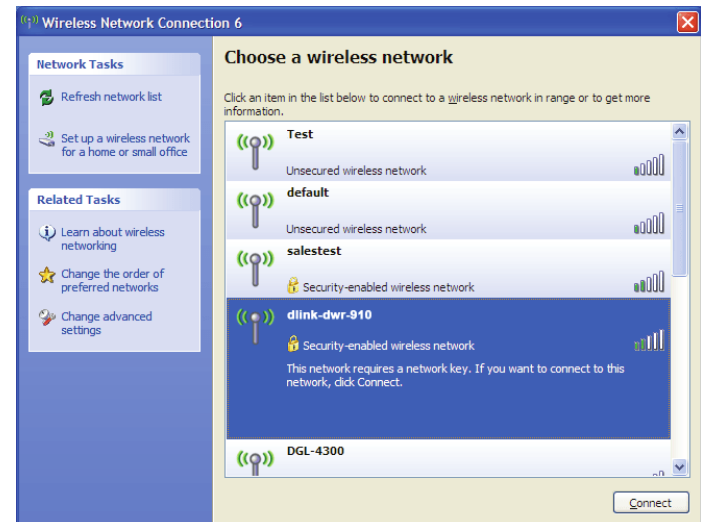 Wireless Network Connection 6
Network Tasks
Refresh network list
Set up a wireless network
for a home or small office
Related Tasks
Learn about wireless
networking
Change the order of
preferred networks
Change advanced
settings
Choose a wireless network
Click an item in the list below to connect to a wireless network in range or to get more
information.
Test
Unsecured wireless network
default
Unsecured wireless network
salestest
Security-enabled wireless network
dlink-dwr-910
Security-enabled wireless network
This network requires a network key. If you want to connect to this
network, click Connect.
DGL-4300
Connect